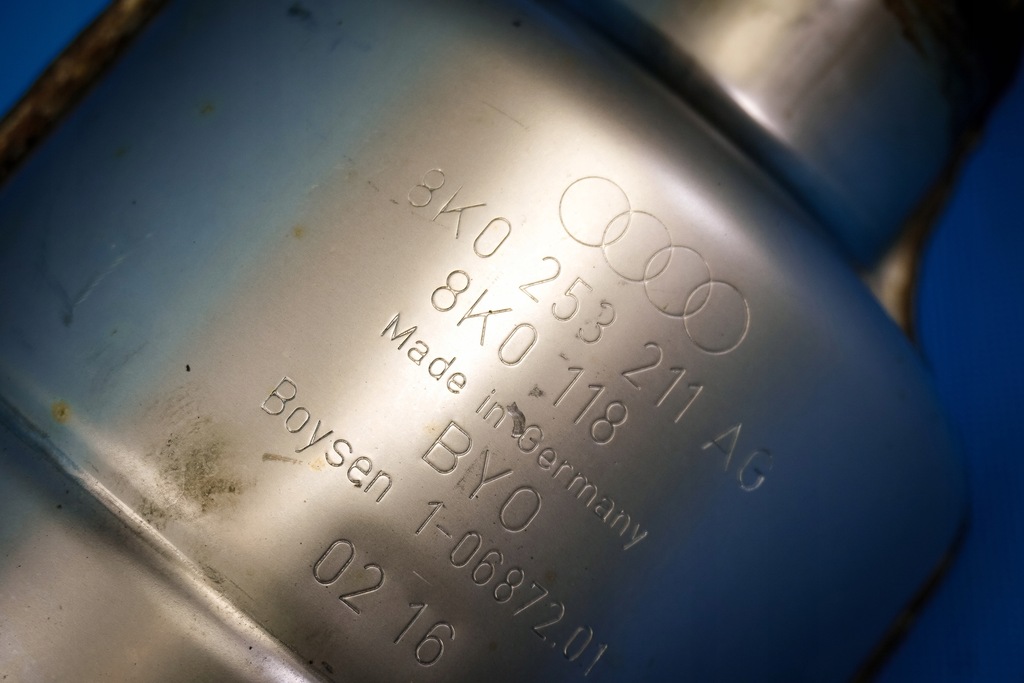 8K0 253 211 AG
8K0 118
Made in Germany
BYO
Boysen 1-06872.01
02 16